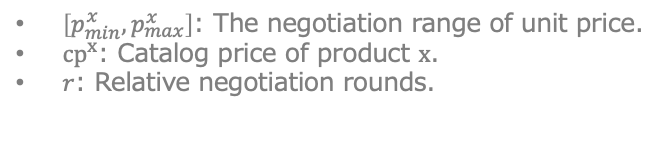 • [p^x_min, p^x_max]: The negotiation range of unit price.
• cp^x: Catalog price of product x.
• r: Relative negotiation rounds.